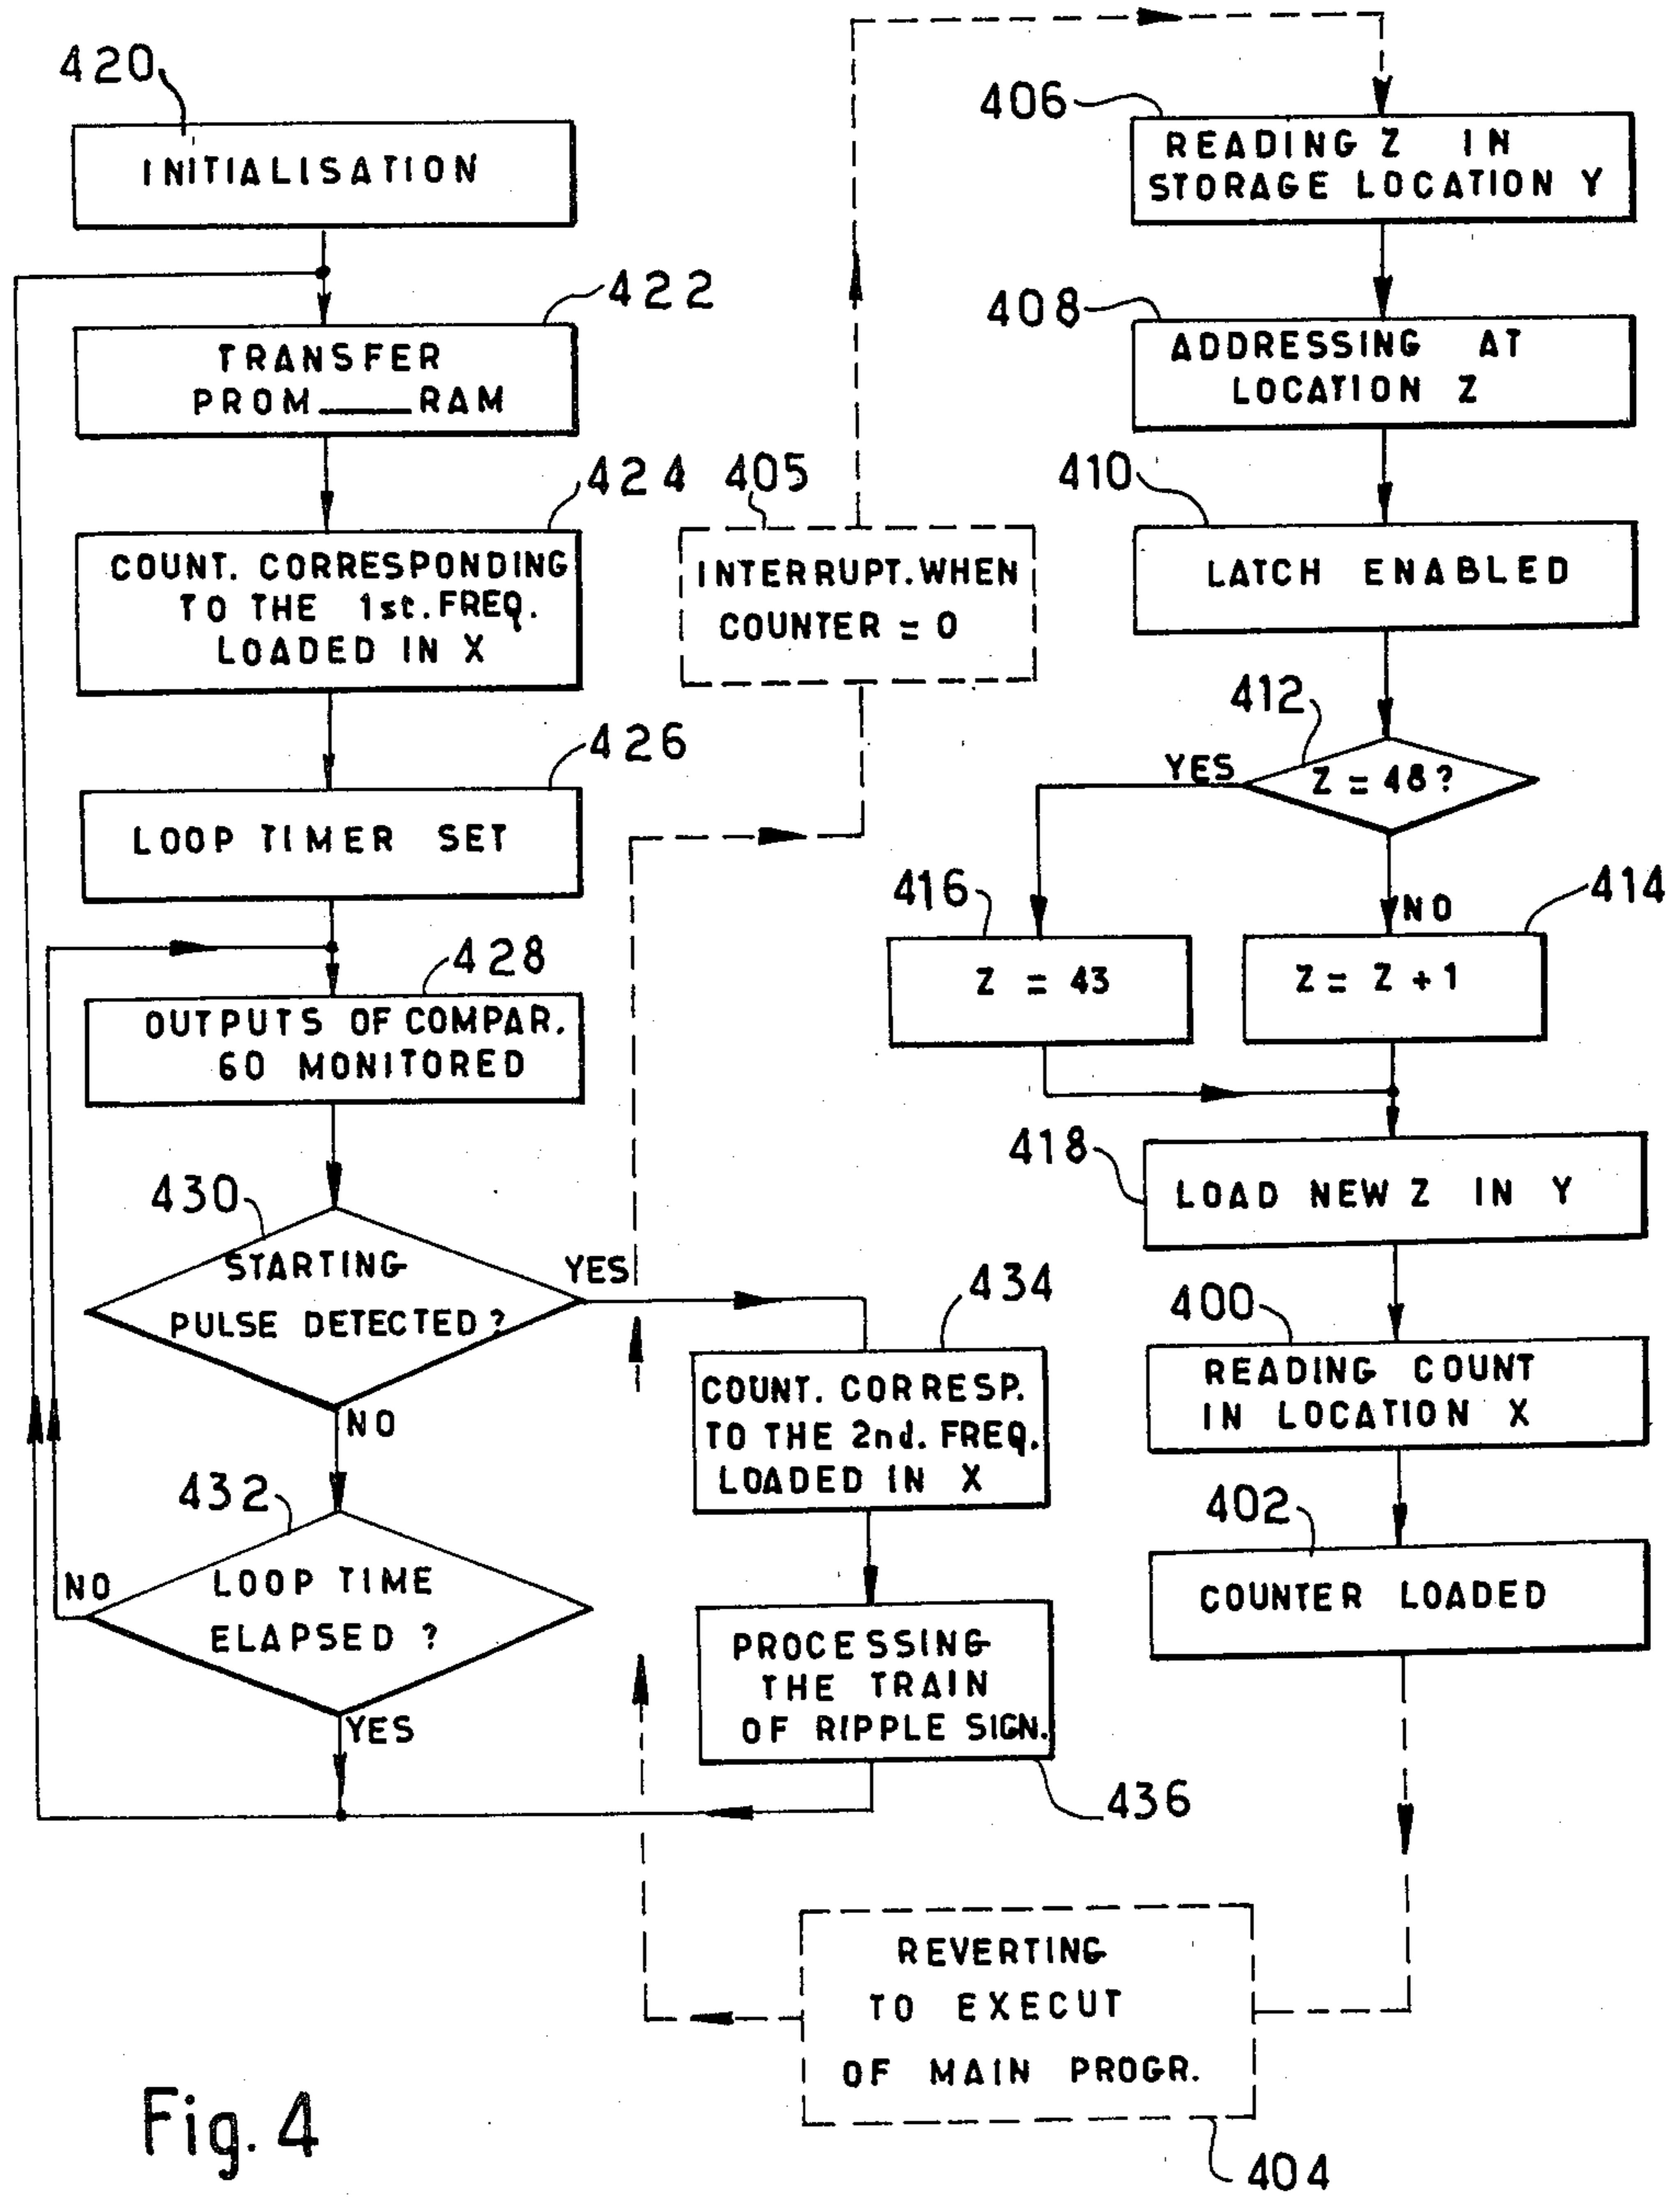 420
INITIALISATION
422
TRANSFER
PROM____RAM
424
COUNT. CORRESPONDING
TO THE 1st. FREQ.
LOADED IN X
426
LOOP TIMER SET
428
OUTPUTS OF COMPAR.
60 MONITORED
430
STARTING
PULSE DETECTED?
YES
NO
432
LOOP TIME
ELAPSED ?
NO
YES
434
COUNT. CORRESP.
TO THE 2nd. FREQ.
LOADED IN X
PROCESSING
THE TRAIN
OF RIPPLE SIGN.
436
405
INTERRUPT. WHEN
COUNTER = 0
406
READING Z IN
STORAGE LOCATION Y
408
ADDRESSING AT
LOCATION Z
410
LATCH ENABLED
412
Z = 48?
YES
NO
416
Z = 43
414
Z = Z + 1
418
LOAD NEW Z IN Y
400
READING COUNT
IN LOCATION X
402
COUNTER LOADED
REVERTING
TO EXECUT
OF MAIN PROGR.
404
Fig. 4